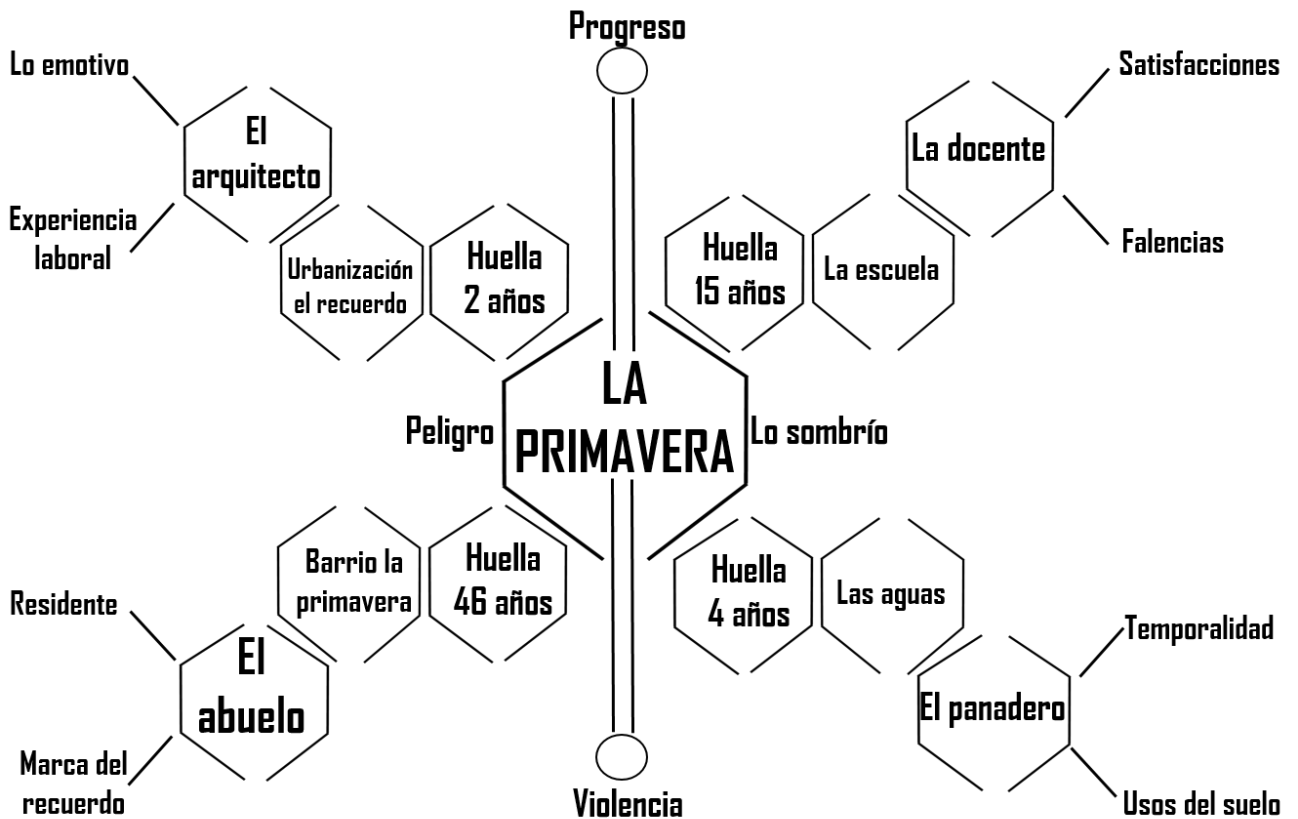 Progreso
Lo emotivo
El
arquitecto
Experiencia
laboral
Urbanización
el recuerdo
Huella
2 años
Huella
15 años
La escuela
La docente
Satisfacciones
Falencias
Peligro
LA
PRIMAVERA
Lo sombrío
Residente
El
abuelo
Marca del
recuerdo
Barrio la
primavera
Huella
46 años
Huella
4 años
Las aguas
El panadero
Temporalidad
Usos del suelo
Violencia